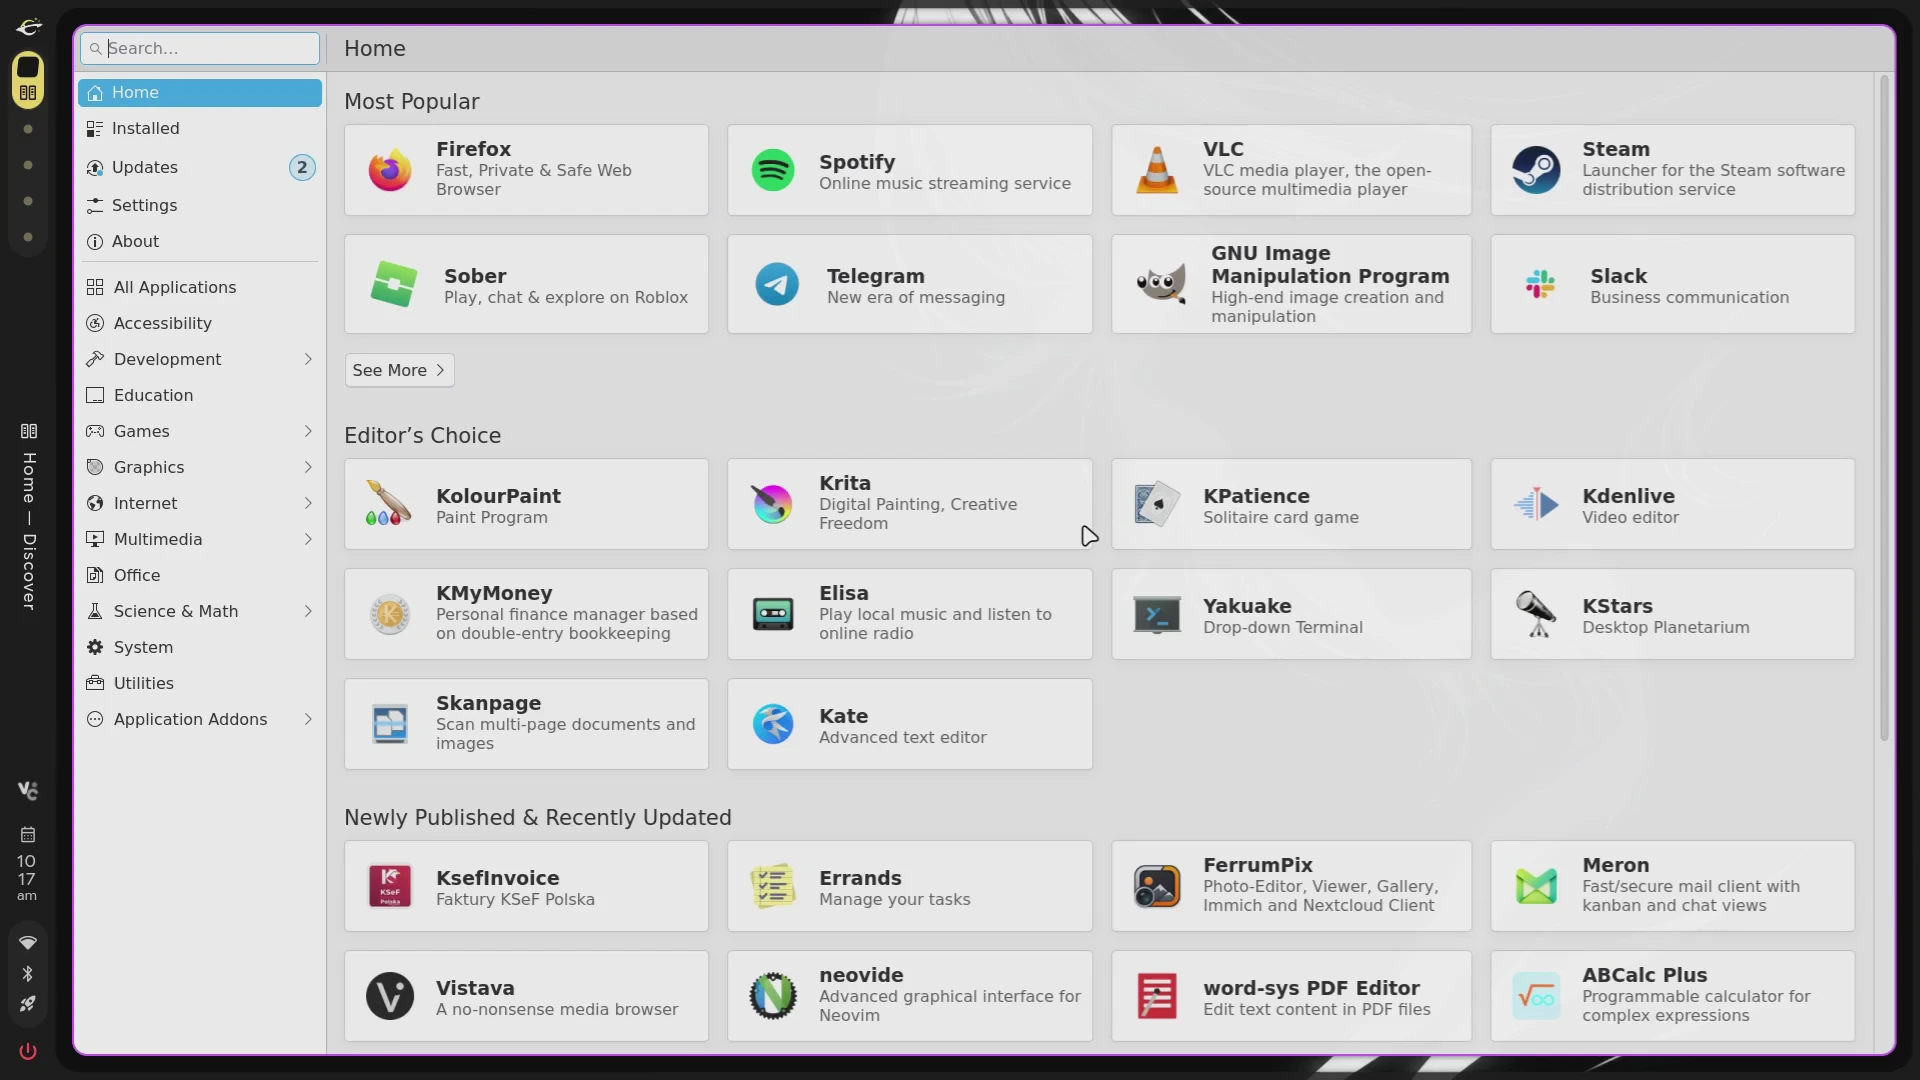 Search...
Home
Home
Installed
Updates 2
Settings
About
All Applications
Accessibility
Development
Education
Games
Graphics
Internet
Multimedia
Office
Science & Math
System
Utilities
Application Addons
Home — Discover
10
17
am
Most Popular
Firefox
Fast, Private & Safe Web
Browser
Spotify
Online music streaming service
VLC
VLC media player, the open-
source multimedia player
Steam
Launcher for the Steam software
distribution service
Sober
Play, chat & explore on Roblox
Telegram
New era of messaging
GNU Image
Manipulation Program
High-end image creation and
manipulation
Slack
Business communication
See More
Editor’s Choice
KolourPaint
Paint Program
Krita
Digital Painting, Creative
Freedom
KPatience
Solitaire card game
Kdenlive
Video editor
KMyMoney
Personal finance manager based
on double-entry bookkeeping
Elisa
Play local music and listen to
online radio
Yakuake
Drop-down Terminal
KStars
Desktop Planetarium
Skanpage
Scan multi-page documents and
images
Kate
Advanced text editor
Newly Published & Recently Updated
KSeF
Polska
KsefInvoice
Faktury KSeF Polska
Errands
Manage your tasks
FerrumPix
Photo-Editor, Viewer, Gallery,
Immich and Nextcloud Client
Meron
Fast/secure mail client with
kanban and chat views
Vistava
A no-nonsense media browser
neovide
Advanced graphical interface for
Neovim
word-sys PDF Editor
Edit text content in PDF files
ABCalc Plus
Programmable calculator for
complex expressions